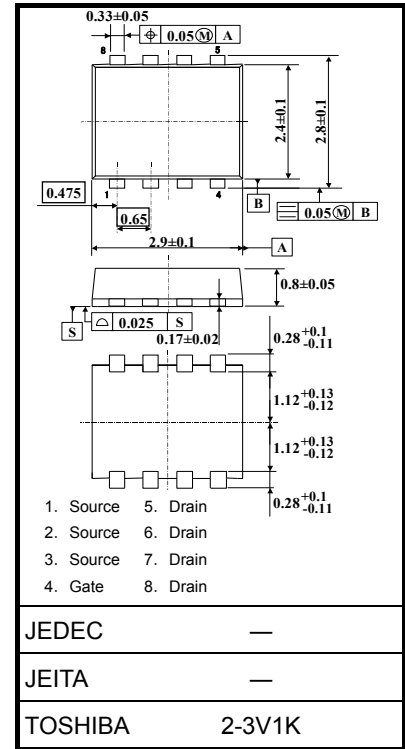 0.33±0.05
⌖ 0.05Ⓜ A
8 5
2.4±0.1
2.8±0.1
0.475
1 4
B
0.65
⌯ 0.05Ⓜ B
2.9±0.1
A
0.8±0.05
S
⌓ 0.025 S
0.17±0.02
0.28 +0.1 -0.11
1.12 +0.13 -0.12
1.12 +0.13 -0.12
0.28 +0.1 -0.11
1. Source 5. Drain
2. Source 6. Drain
3. Source 7. Drain
4. Gate 8. Drain
JEDEC —
JEITA —
TOSHIBA 2-3V1K